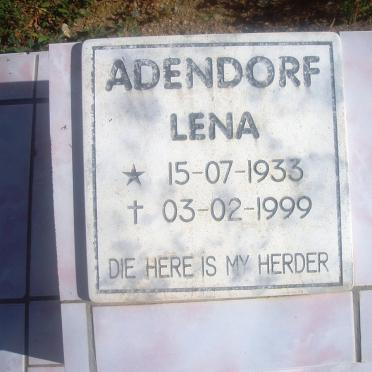 ADENDORF
LENA
★ 15-07-1933
† 03-02-1999
DIE HERE IS MY HERDER